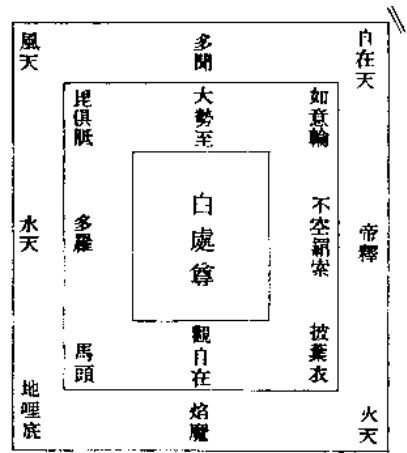 自在天
帝釋
火天
多聞
焰魔
風天
水天
地哩底
如意輪
不空羂索
披葉衣
大勢至
觀自在
毘俱胝
多羅
馬頭
白處尊